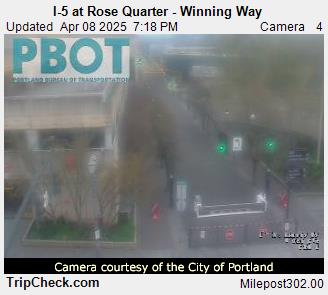 I-5 at Rose Quarter - Winning Way
Updated Apr 08 2025 7:18 PM Camera 4
PBOT
PORTLAND BUREAU OF TRANSPORTATION
Camera courtesy of the City of Portland
TripCheck.com Milepost302.00